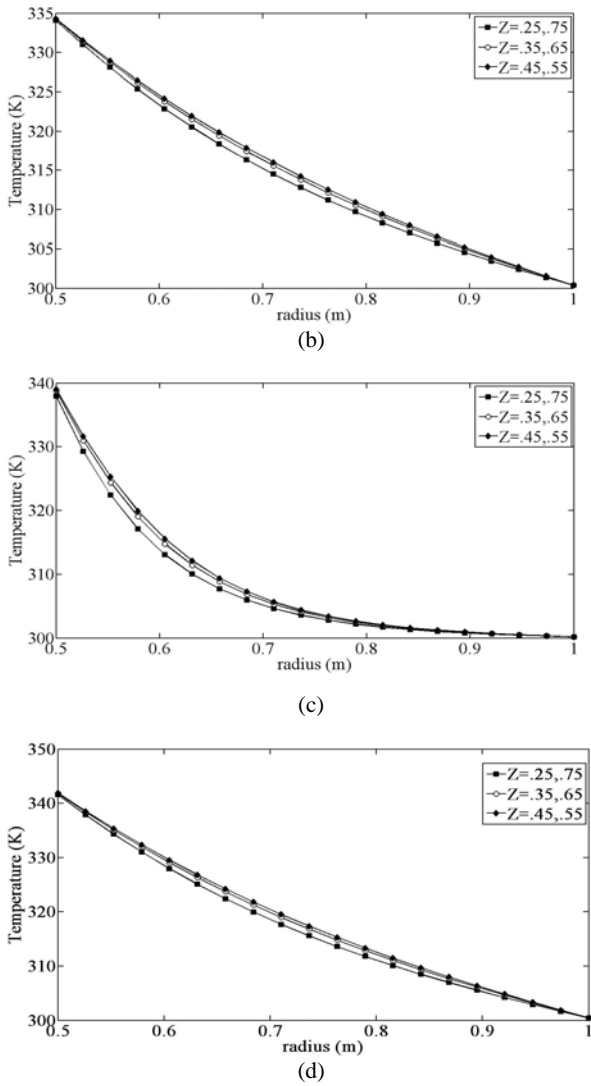 335
330
325
320
315
310
305
300
Temperature (K)
Z=.25,.75
Z=.35,.65
Z=.45,.55
0.5 0.6 0.7 0.8 0.9 1
radius (m)
(b)
340
330
320
310
300
Temperature (K)
Z=.25,.75
Z=.35,.65
Z=.45,.55
0.5 0.6 0.7 0.8 0.9 1
radius (m)
(c)
350
340
330
320
310
300
Temperature (K)
Z=.25,.75
Z=.35,.65
Z=.45,.55
0.5 0.6 0.7 0.8 0.9 1
radius (m)
(d)